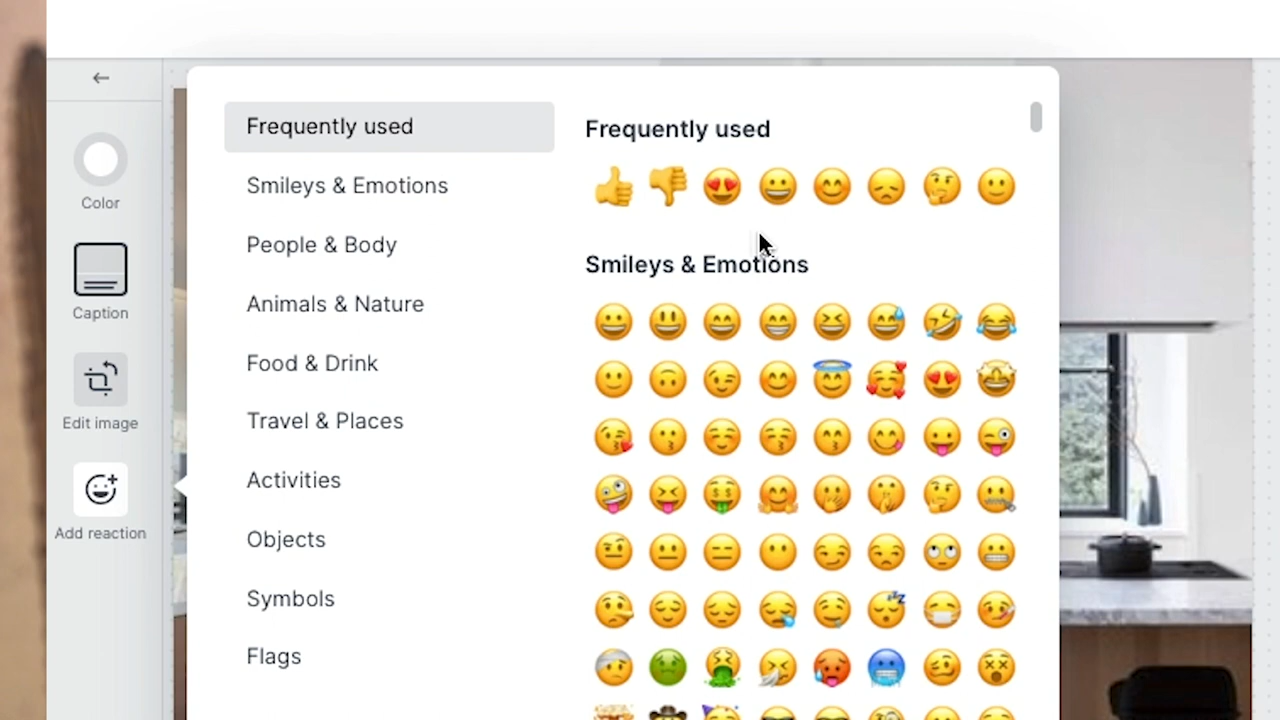 Color
Caption
Edit image
Add reaction
Frequently used
Smileys & Emotions
People & Body
Animals & Nature
Food & Drink
Travel & Places
Activities
Objects
Symbols
Flags
Frequently used
Smileys & Emotions